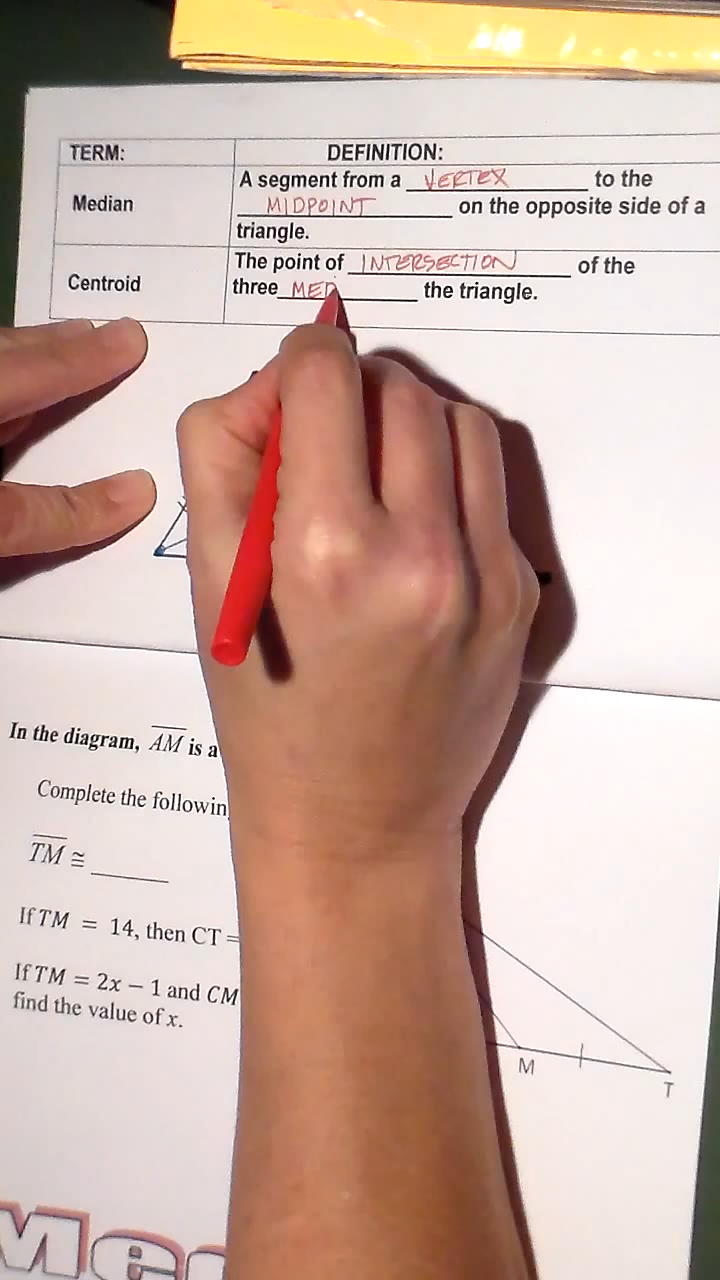 TERM: DEFINITION:
Median
A segment from a VERTEX to the
MIDPOINT on the opposite side of a
triangle.
Centroid
The point of INTERSECTION of the
three MED the triangle.
In the diagram, AM is a
Complete the followin
TM ≅ ______
If TM = 14, then CT =
If TM = 2x − 1 and CM
find the value of x.
M
T
Me